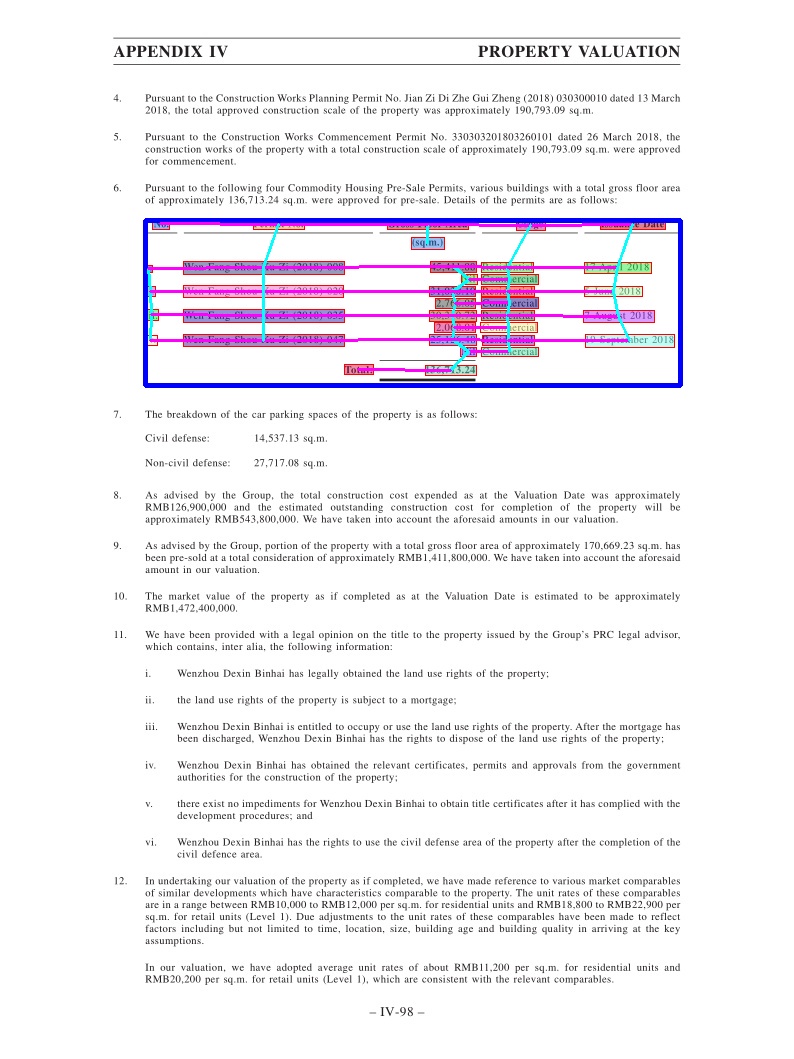 APPENDIX IV PROPERTY VALUATION
4. Pursuant to the Construction Works Planning Permit No. Jian Zi Di Zhe Gui Zheng (2018) 030300010 dated 13 March
2018, the total approved construction scale of the property was approximately 190,793.09 sq.m.
5. Pursuant to the Construction Works Commencement Permit No. 330303201803260101 dated 26 March 2018, the
construction works of the property with a total construction scale of approximately 190,793.09 sq.m. were approved
for commencement.
6. Pursuant to the following four Commodity Housing Pre-Sale Permits, various buildings with a total gross floor area
of approximately 136,713.24 sq.m. were approved for pre-sale. Details of the permits are as follows:
No. Date
(sq.m.)
Wen Fang Shou Xu Zi (2018) Residential 17 April 2018
Commercial
Wen Fang Shou Xu Zi (2018) Residential 2018
Commercial
Wen Fang Shou Xu Zi (2018) Residential August 2018
Commercial
Wen Fang Shou Xu Zi (2018) Residential 19 September 2018
Commercial
Total: 136,713.24
7. The breakdown of the car parking spaces of the property is as follows:
Civil defense: 14,537.13 sq.m.
Non-civil defense: 27,717.08 sq.m.
8. As advised by the Group, the total construction cost expended as at the Valuation Date was approximately
RMB126,900,000 and the estimated outstanding construction cost for completion of the property will be
approximately RMB543,800,000. We have taken into account the aforesaid amounts in our valuation.
9. As advised by the Group, portion of the property with a total gross floor area of approximately 170,669.23 sq.m. has
been pre-sold at a total consideration of approximately RMB1,411,800,000. We have taken into account the aforesaid
amount in our valuation.
10. The market value of the property as if completed as at the Valuation Date is estimated to be approximately
RMB1,472,400,000.
11. We have been provided with a legal opinion on the title to the property issued by the Group's PRC legal advisor,
which contains, inter alia, the following information:
i. Wenzhou Dexin Binhai has legally obtained the land use rights of the property;
ii. the land use rights of the property is subject to a mortgage;
iii. Wenzhou Dexin Binhai is entitled to occupy or use the land use rights of the property. After the mortgage has
been discharged, Wenzhou Dexin Binhai has the rights to dispose of the land use rights of the property;
iv. Wenzhou Dexin Binhai has obtained the relevant certificates, permits and approvals from the government
authorities for the construction of the property;
v. there exist no impediments for Wenzhou Dexin Binhai to obtain title certificates after it has complied with the
development procedures; and
vi. Wenzhou Dexin Binhai has the rights to use the civil defense area of the property after the completion of the
civil defence area.
12. In undertaking our valuation of the property as if completed, we have made reference to various market comparables
of similar developments which have characteristics comparable to the property. The unit rates of these comparables
are in a range between RMB10,000 to RMB12,000 per sq.m. for residential units and RMB18,800 to RMB22,900 per
sq.m. for retail units (Level 1). Due adjustments to the unit rates of these comparables have been made to reflect
factors including but not limited to time, location, size, building age and building quality in arriving at the key
assumptions.
In our valuation, we have adopted average unit rates of about RMB11,200 per sq.m. for residential units and
RMB20,200 per sq.m. for retail units (Level 1), which are consistent with the relevant comparables.
– IV-98 –